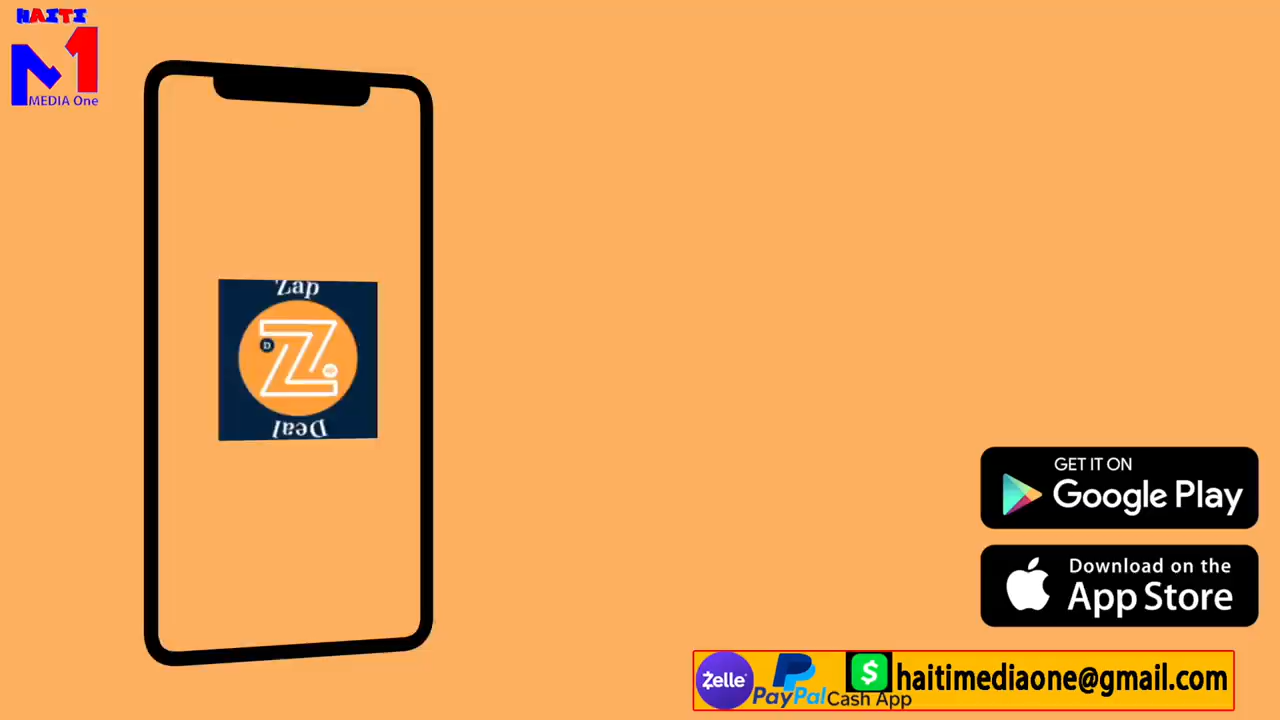 HAITI
M1
MEDIA One
Zap
D
Z
Deal
GET IT ON
Google Play
Download on the
App Store
Zelle
PayPal
$
Cash App
haitimediaone@gmail.com